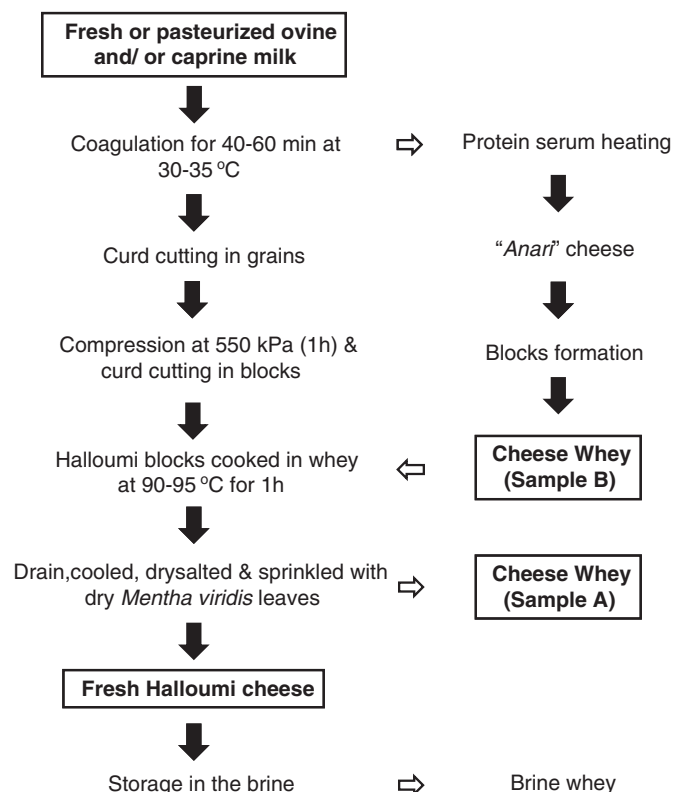 Fresh or pasteurized ovine
and/ or caprine milk
Coagulation for 40-60 min at
30-35 °C
Protein serum heating
Curd cutting in grains
“Anari” cheese
Compression at 550 kPa (1h) &
curd cutting in blocks
Blocks formation
Halloumi blocks cooked in whey
at 90-95 °C for 1h
Cheese Whey
(Sample B)
Drain,cooled, drysalted & sprinkled with
dry Mentha viridis leaves
Cheese Whey
(Sample A)
Fresh Halloumi cheese
Storage in the brine
Brine whey